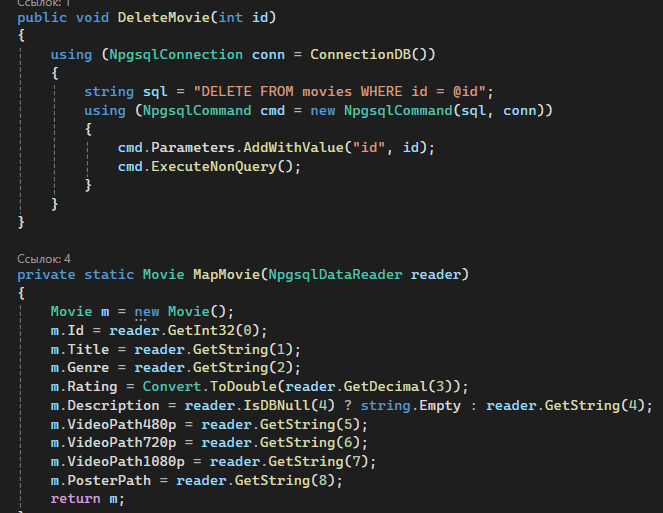 Ссылок: 1
public void DeleteMovie(int id)
{
    using (NpgsqlConnection conn = ConnectionDB())
    {
        string sql = "DELETE FROM movies WHERE id = @id";
        using (NpgsqlCommand cmd = new NpgsqlCommand(sql, conn))
        {
            cmd.Parameters.AddWithValue("id", id);
            cmd.ExecuteNonQuery();
        }
    }
}
Ссылок: 4
private static Movie MapMovie(NpgsqlDataReader reader)
{
    Movie m = new Movie();
    m.Id = reader.GetInt32(0);
    m.Title = reader.GetString(1);
    m.Genre = reader.GetString(2);
    m.Rating = Convert.ToDouble(reader.GetDecimal(3));
    m.Description = reader.IsDBNull(4) ? string.Empty : reader.GetString(4);
    m.VideoPath480p = reader.GetString(5);
    m.VideoPath720p = reader.GetString(6);
    m.VideoPath1080p = reader.GetString(7);
    m.PosterPath = reader.GetString(8);
    return m;